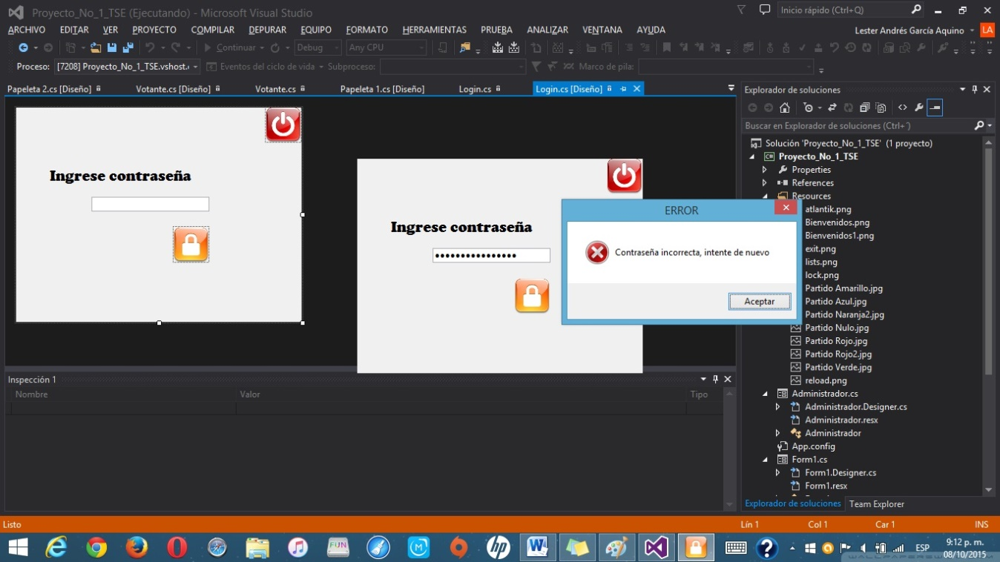 Proyecto_No_1_TSE (Ejecutando) - Microsoft Visual Studio
Inicio rápido (Ctrl+Q)
ARCHIVO EDITAR VER PROYECTO COMPILAR DEPURAR EQUIPO FORMATO HERRAMIENTAS PRUEBA ANALIZAR VENTANA AYUDA
Lester Andrés García Aquino LA
Continuar Debug Any CPU
Proceso: [7208] Proyecto_No_1_TSE.vshost. Eventos del ciclo de vida Subproceso: Marco de pila:
Papeleta 2.cs [Diseño] Votante.cs [Diseño] Votante.cs Papeleta 1.cs [Diseño] Login.cs Login.cs [Diseño]
Explorador de soluciones
Buscar en Explorador de soluciones (Ctrl+´)
Solución 'Proyecto_No_1_TSE' (1 proyecto)
C# Proyecto_No_1_TSE
Properties
References
Resources
atlantik.png
Bienvenidos.png
Bienvenidos1.png
exit.png
lists.png
lock.png
Partido Amarillo.jpg
Partido Azul.jpg
Partido Naranja2.jpg
Partido Nulo.jpg
Partido Rojo.jpg
Partido Rojo2.jpg
Partido Verde.jpg
reload.png
Administrador.cs
Administrador.Designer.cs
Administrador.resx
Administrador
App.config
Form1.cs
Form1.Designer.cs
Form1.resx
Explorador de soluciones Team Explorer
Ingrese contraseña
Ingrese contraseña
ERROR
Contraseña incorrecta, intente de nuevo
Aceptar
Inspección 1
Nombre Valor Tipo
Listo
Lín 1 Col 1 Car 1 INS
FUN
hp
ESP
9:12 p. m.
08/10/2015